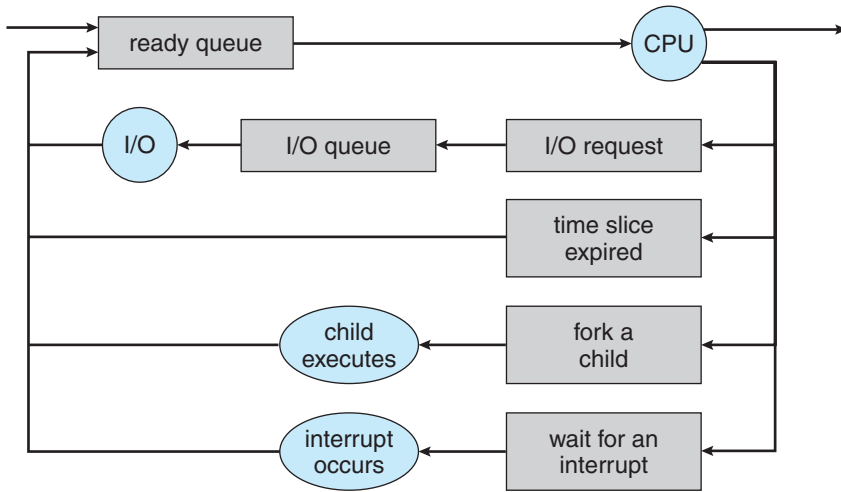 ready queue
CPU
I/O
I/O queue
I/O request
time slice
expired
child
executes
fork a
child
interrupt
occurs
wait for an
interrupt